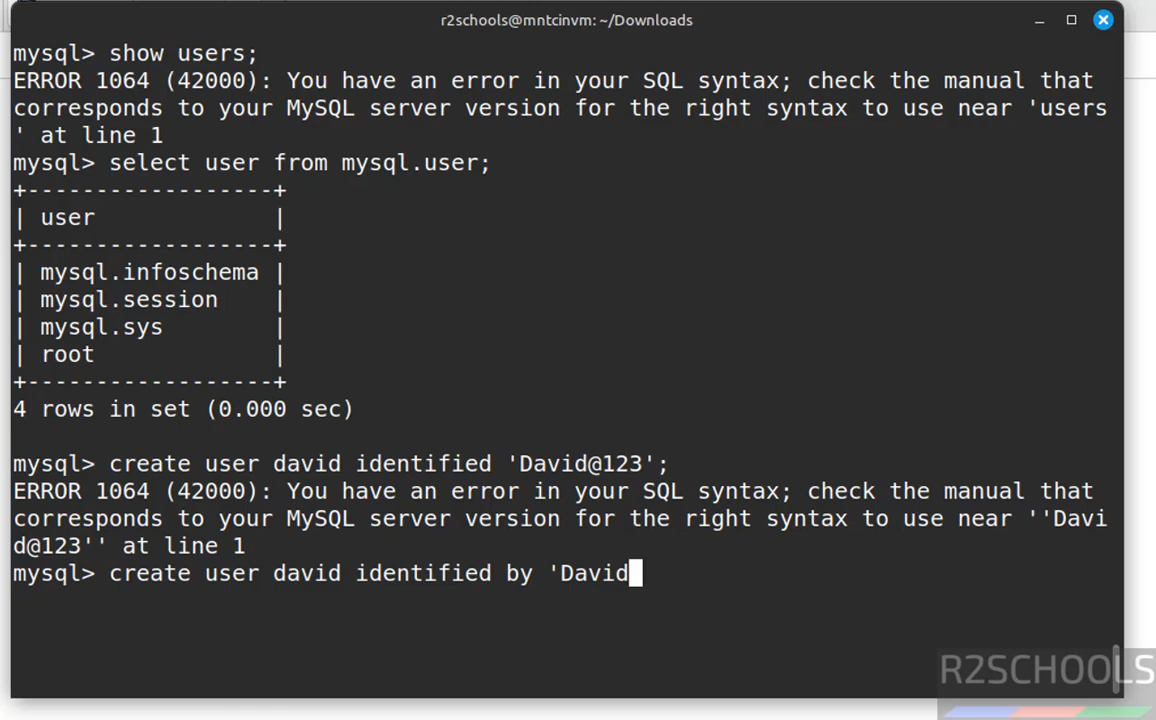 r2schools@mntcinvm: ~/Downloads
mysql> show users;
ERROR 1064 (42000): You have an error in your SQL syntax; check the manual that
corresponds to your MySQL server version for the right syntax to use near 'users
' at line 1
mysql> select user from mysql.user;
+------------------+
| user             |
+------------------+
| mysql.infoschema |
| mysql.session    |
| mysql.sys        |
| root             |
+------------------+
4 rows in set (0.000 sec)
mysql> create user david identified 'David@123';
ERROR 1064 (42000): You have an error in your SQL syntax; check the manual that
corresponds to your MySQL server version for the right syntax to use near ''Davi
d@123'' at line 1
mysql> create user david identified by 'David
R2SCHOOLS